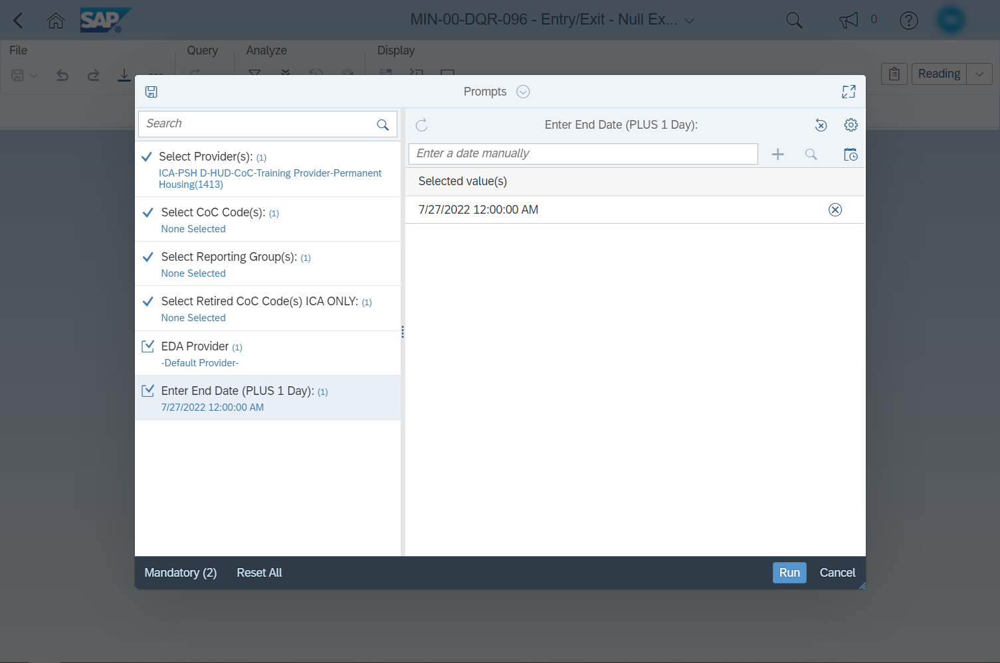 SAP
MIN-00-DQR-096 - Entry/Exit - Null Ex...
0
File
Query
Analyze
Display
Reading
Prompts
Search
Enter End Date (PLUS 1 Day):
Enter a date manually
Selected value(s)
7/27/2022 12:00:00 AM
Select Provider(s): (1)
ICA-PSH D-HUD-CoC-Training Provider-Permanent
Housing(1413)
Select CoC Code(s): (1)
None Selected
Select Reporting Group(s): (1)
None Selected
Select Retired CoC Code(s) ICA ONLY: (1)
None Selected
EDA Provider (1)
-Default Provider-
Enter End Date (PLUS 1 Day): (1)
7/27/2022 12:00:00 AM
Mandatory (2)
Reset All
Run
Cancel